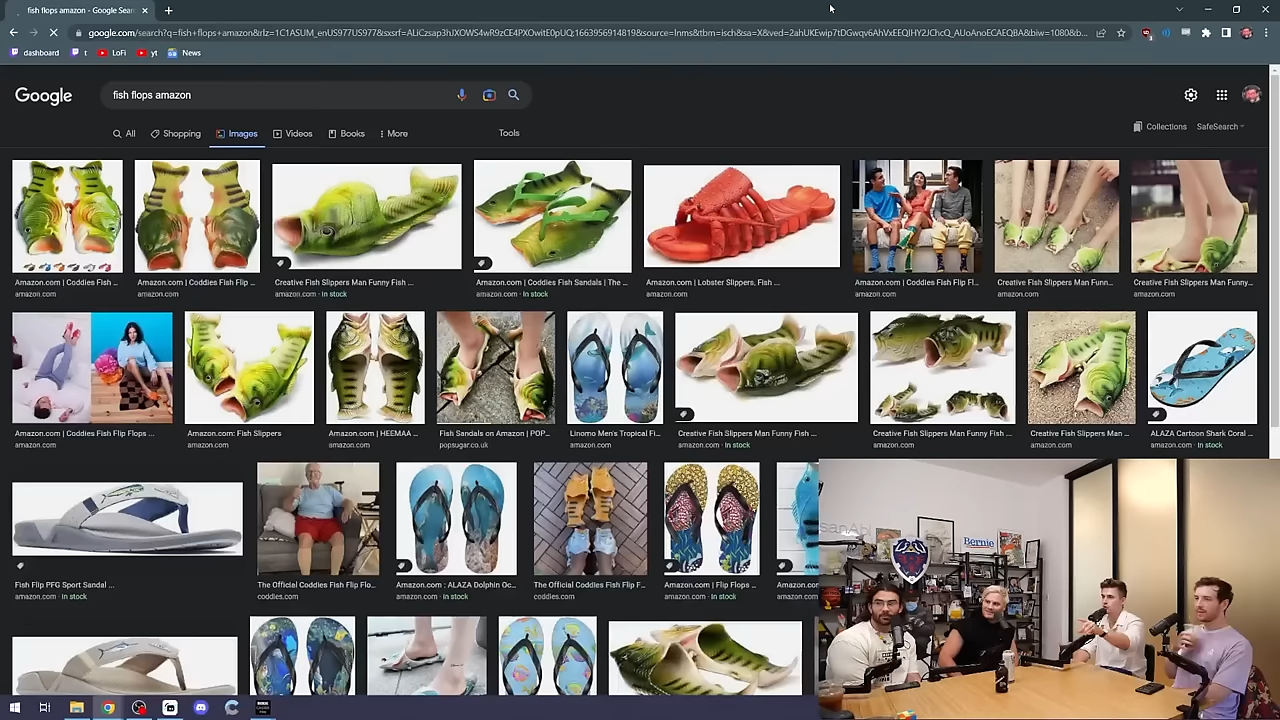 fish flops amazon - Google Sear
google.com/search?q=fish+flops+amazon&rlz=1C1ASUM_enUS977US977&sxsrf=ALiCzsap3hJXOWS4wR9zCE4PXOwitE0pUQ:1663956914819&source=lnms&tbm=isch&sa=X&ved=2ahUKEwip7tDGwqv6AhVxEEQJHY2JChcQ_AUoAnoECAEQBA&biw=1080&b...
dashboard
t
LoFi
yt
News
Google
fish flops amazon
All
Shopping
Images
Videos
Books
More
Tools
Collections
SafeSearch
Amazon.com | Coddies Fish ...
amazon.com
Amazon.com | Coddies Fish Flip ...
amazon.com
Creative Fish Slippers Man Funny Fish ...
amazon.com · In stock
Amazon.com | Coddies Fish Sandals | The ...
amazon.com · In stock
Amazon.com | Lobster Slippers, Fish ...
amazon.com
Amazon.com | Coddies Fish Flip Fl...
amazon.com
Creative Fish Slippers Man Funn...
amazon.com
Creative Fish Slippers Man Funny...
amazon.com
Amazon.com | Coddies Fish Flip Flops ...
amazon.com
Amazon.com: Fish Slippers
amazon.com
Amazon.com | HEEMAA ...
amazon.com
Fish Sandals on Amazon | POP...
popsugar.co.uk
Linomo Men's Tropical Fi...
amazon.com
Creative Fish Slippers Man Funny Fish ...
amazon.com · In stock
Creative Fish Slippers Man Funny Fish ...
amazon.com · In stock
Creative Fish Slippers Man ...
amazon.com · In stock
ALAZA Cartoon Shark Coral ...
amazon.com · In stock
Fish Flip PFG Sport Sandal ...
amazon.com · In stock
The Official Coddies Fish Flip Flo...
coddies.com
Amazon.com : ALAZA Dolphin Oc...
amazon.com · In stock
The Official Coddies Fish Flip F...
coddies.com
Amazon.com | Flip Flops ...
amazon.com · In stock
Amazon.com
amazon.com
sanAbi
Bernie